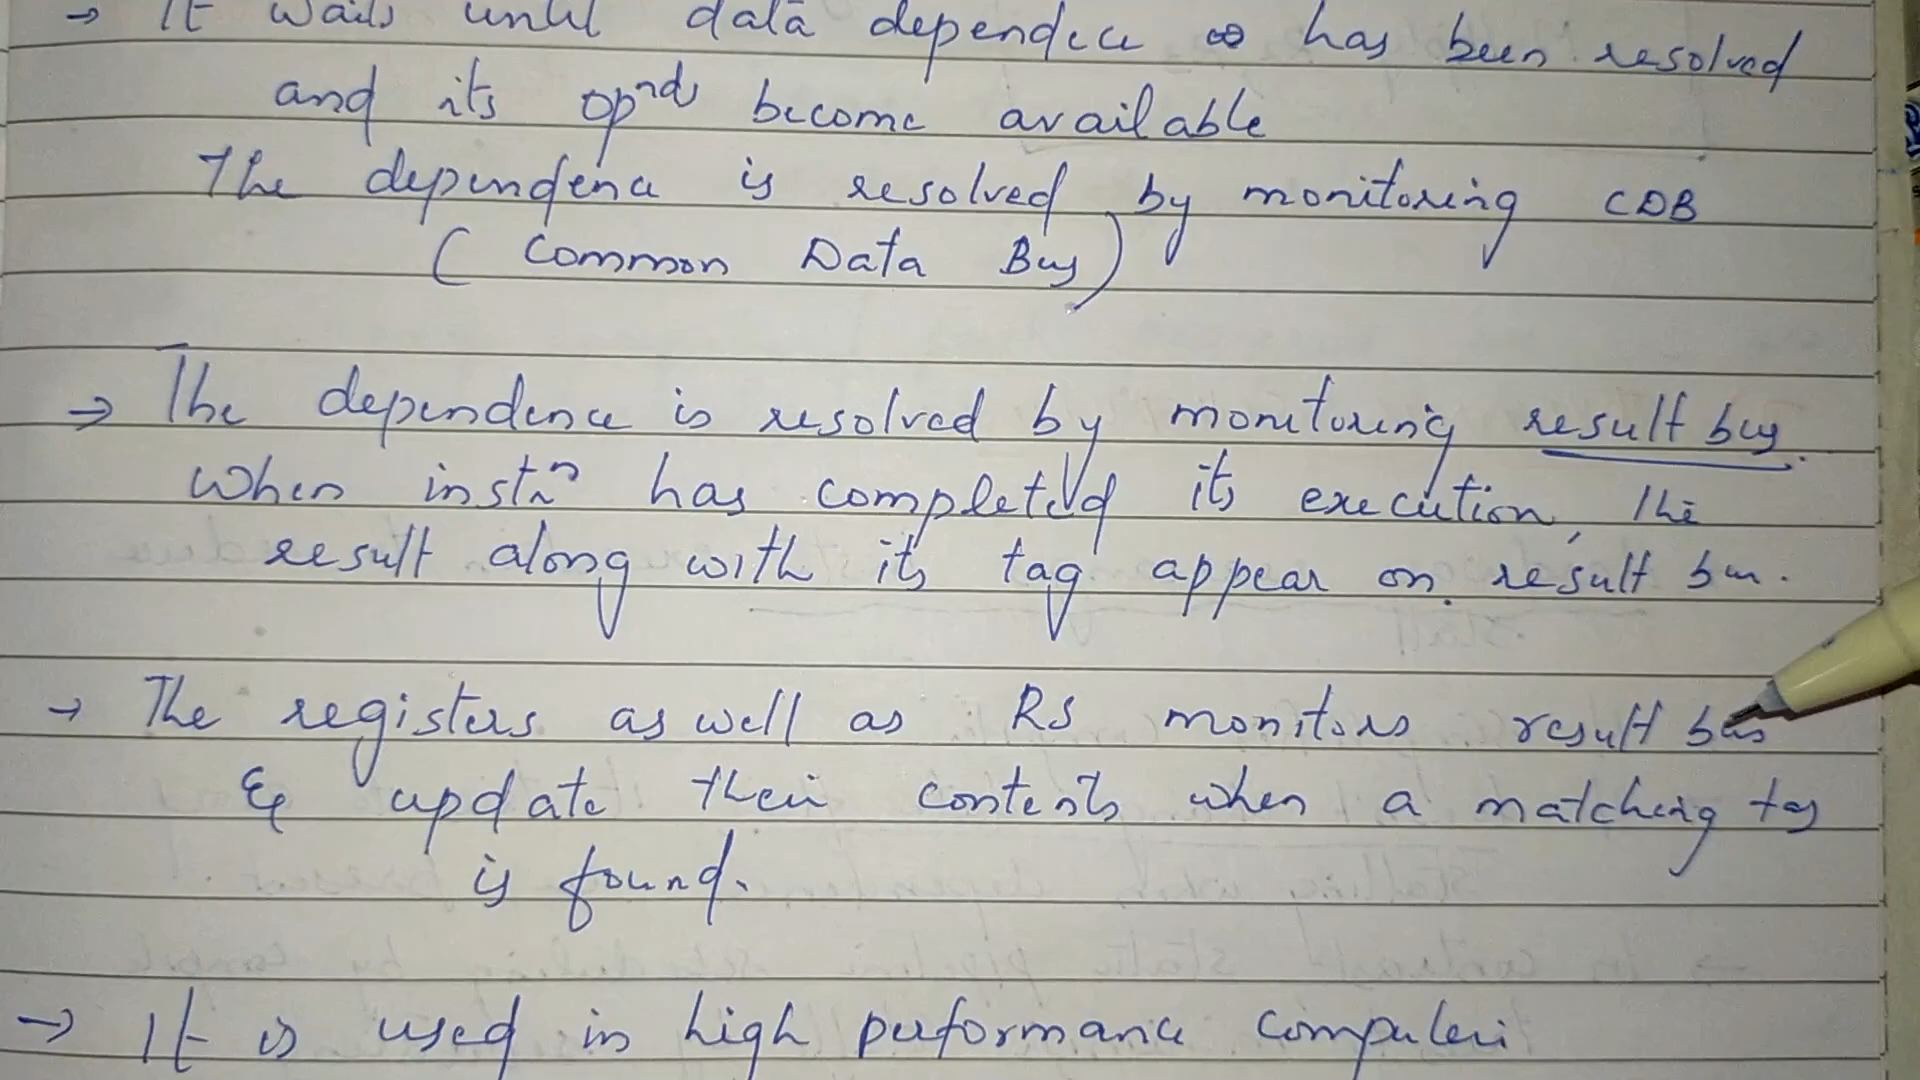 → It waits until data dependece has been resolved
and its opnds become available
The dependena is resolved by monitoring CDB
( Common Data Bus )
→ The dependence is resolved by monitoring result bus.
When instrn has completed its execution, the
result along with its tag appear on result bus.
→ The registers as well as RS monitors result bus
& update their contents when a matching tag
is found.
→ It is used in high performance computers